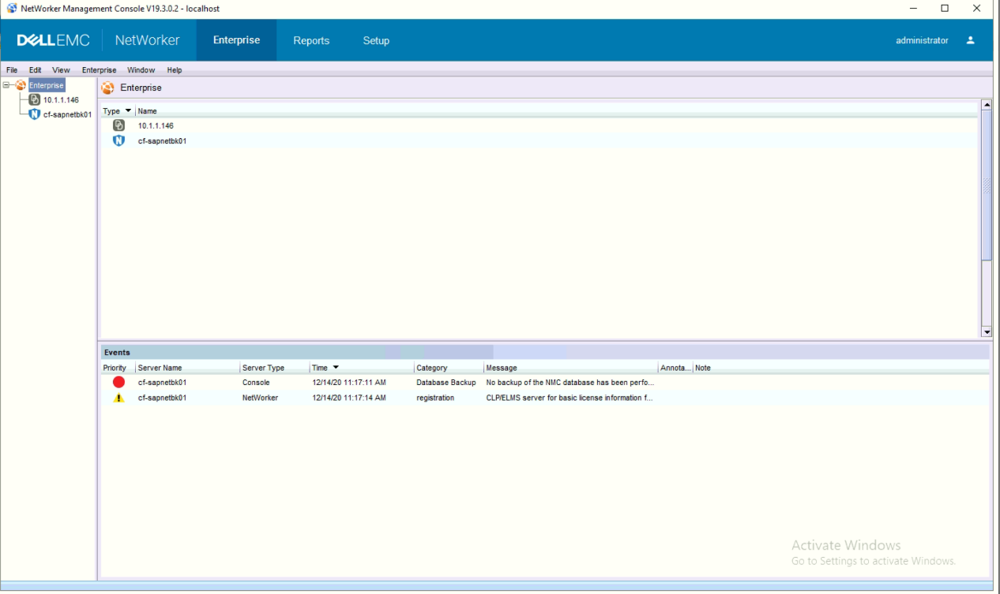 NetWorker Management Console V19.3.0.2 - localhost
DELLEMC NetWorker Enterprise Reports Setup administrator
File Edit View Enterprise Window Help
Enterprise
10.1.1.146
cf-sapnetbk01
Enterprise
Type Name
10.1.1.146
cf-sapnetbk01
Events
Priority Server Name Server Type Time Category Message Annota... Note
cf-sapnetbk01 Console 12/14/20 11:17:11 AM Database Backup No backup of the NMC database has been perfo...
cf-sapnetbk01 NetWorker 12/14/20 11:17:14 AM registration CLP/ELMS server for basic license information f...
Activate Windows
Go to Settings to activate Windows.